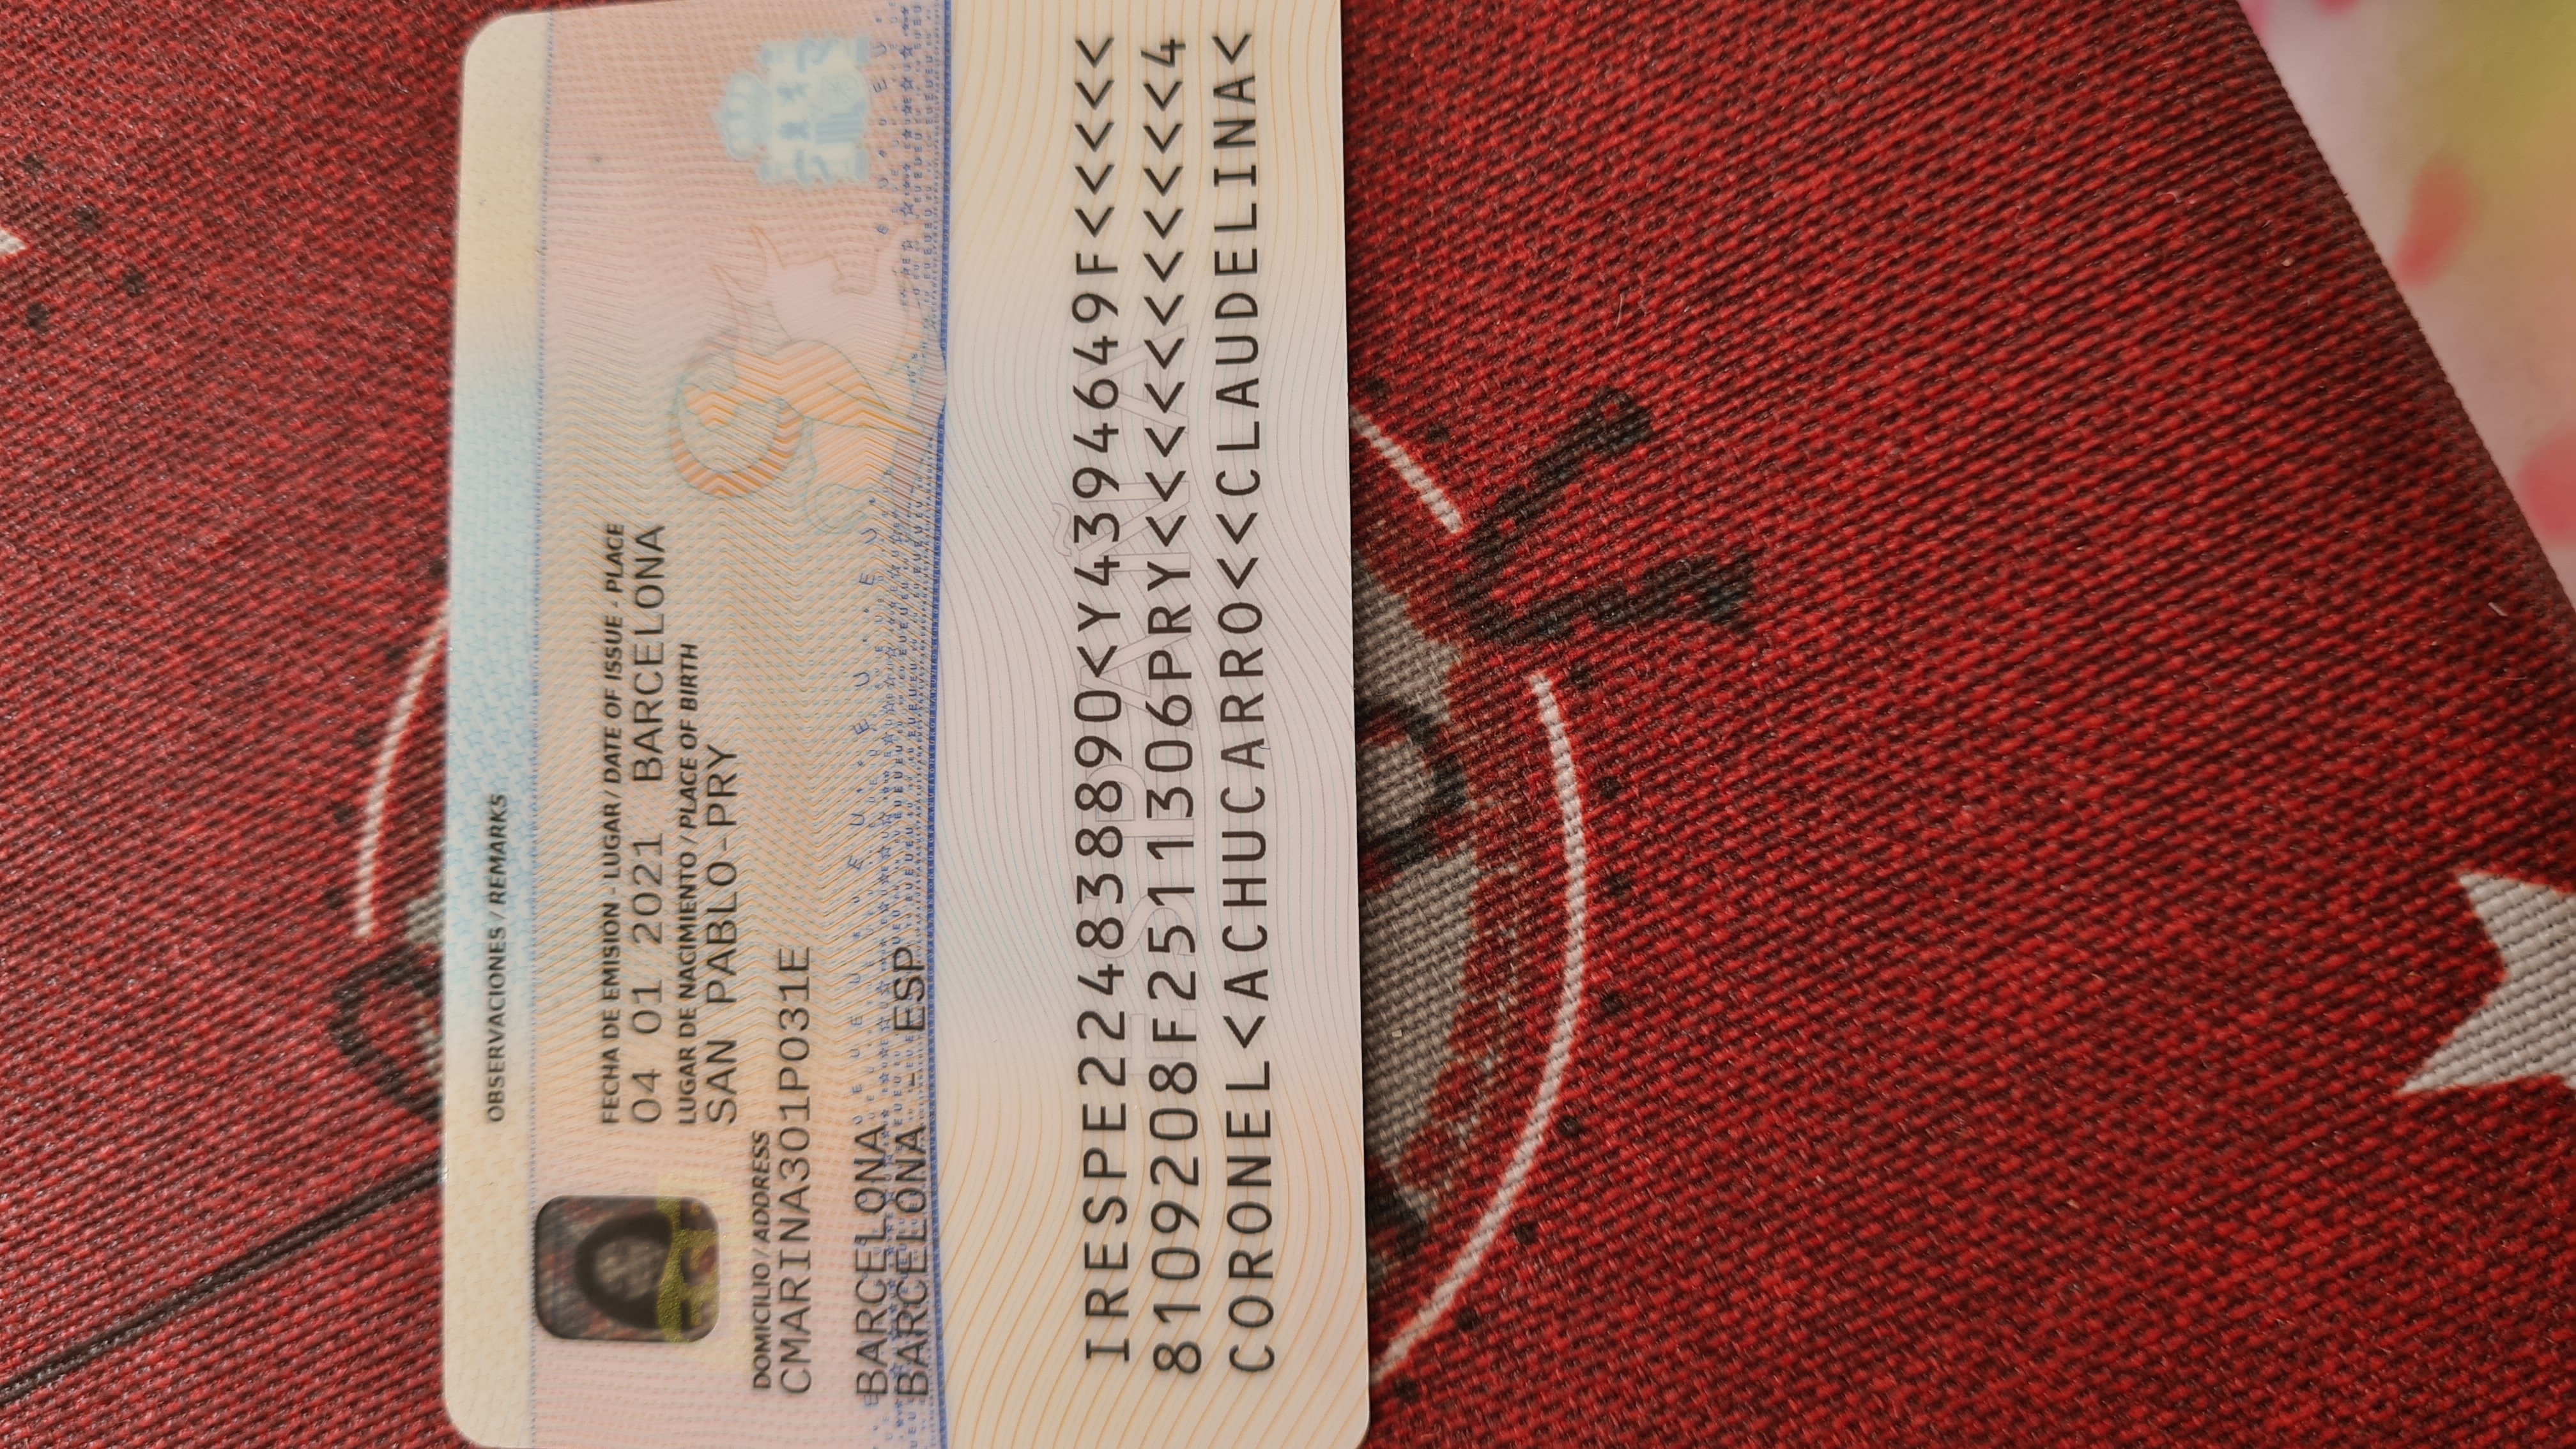 OBSERVACIONES / REMARKS
FECHA DE EMISIÓN - LUGAR / DATE OF ISSUE - PLACE
04 01 2021 BARCELONA
LUGAR DE NACIMIENTO / PLACE OF BIRTH
SAN PABLO-PRY
DOMICILIO / ADDRESS
CMARINA301P031E
BARCELONA
BARCELONA - ESP
ESPAÑA
IRESPE224838890<Y4394649F<<<<<
8109208F2511306PRY<<<<<<<<<<<4
CORONEL<ACHUCARRO<<CLAUDELINA<